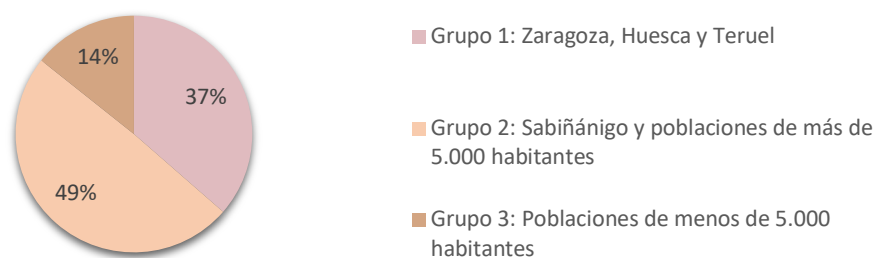 14%
37%
49%
Grupo 1: Zaragoza, Huesca y Teruel
Grupo 2: Sabiñánigo y poblaciones de más de
5.000 habitantes
Grupo 3: Poblaciones de menos de 5.000
habitantes